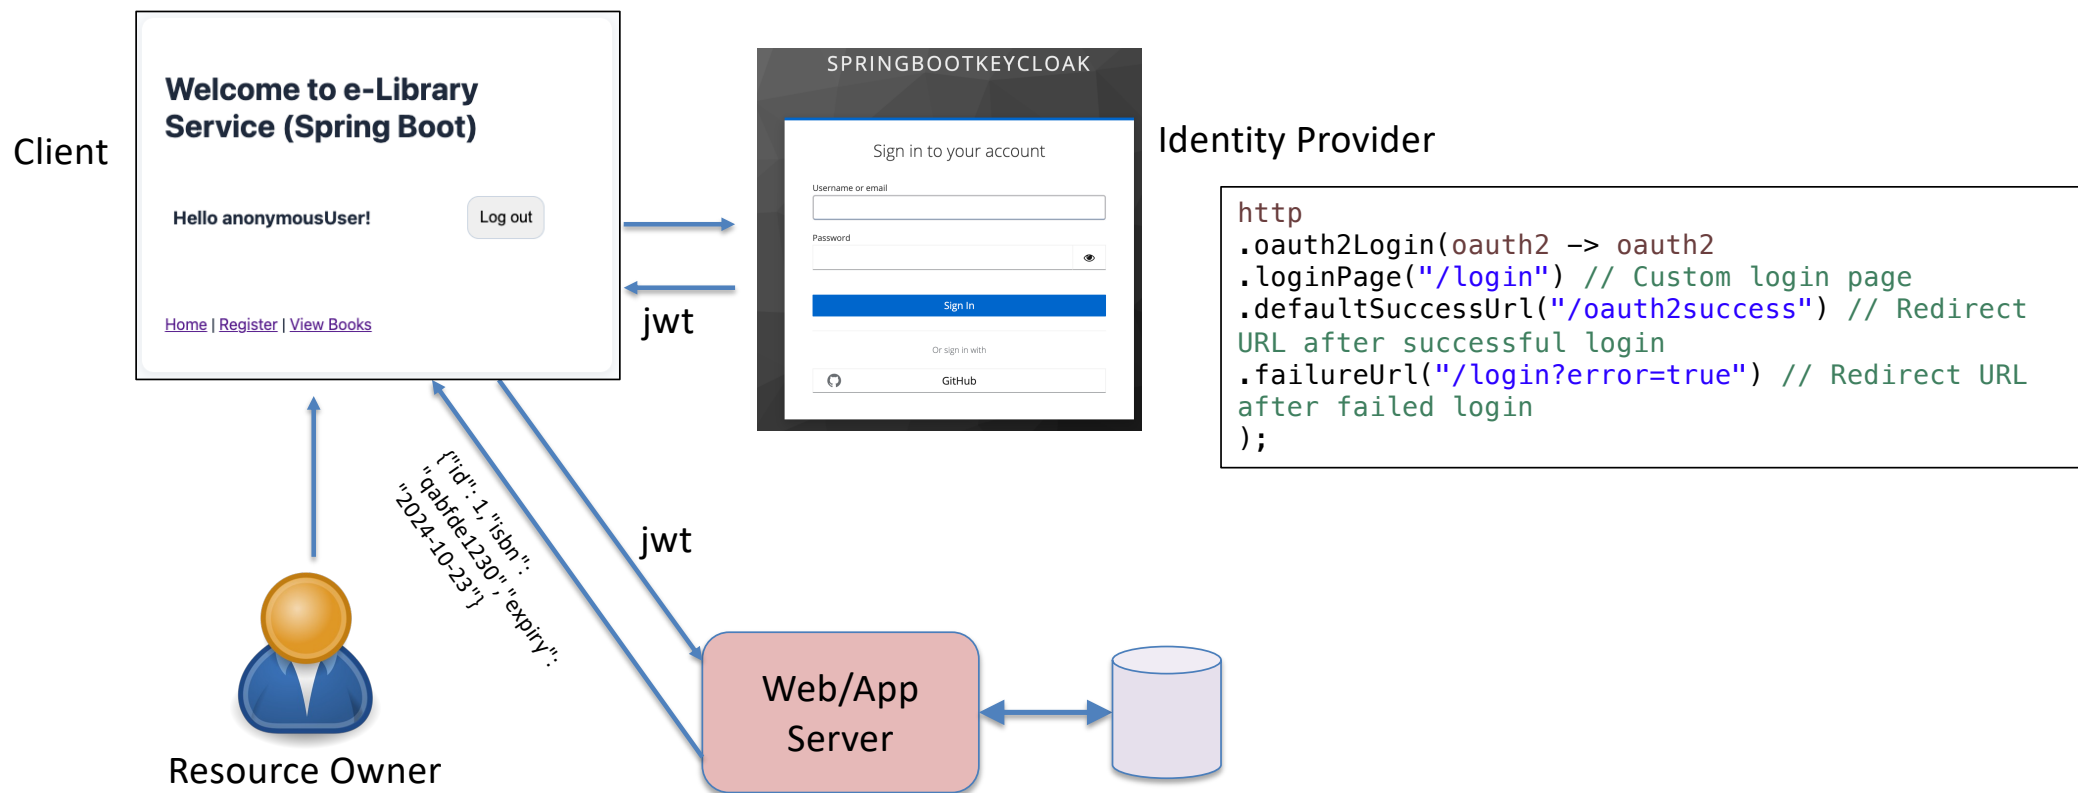 Client
Welcome to e-Library
Service (Spring Boot)
Hello anonymousUser!
Log out
Home | Register | View Books
SPRINGBOOTKEYCLOAK
Sign in to your account
Username or email
Password
Sign In
Or sign in with
GitHub
Identity Provider
http
.oauth2Login(oauth2 −> oauth2
.loginPage("/login") // Custom login page
.defaultSuccessUrl("/oauth2success") // Redirect
URL after successful login
.failureUrl("/login?error=true") // Redirect URL
after failed login
);
jwt
{"id": 1,"isbn":
"qabfde1230","expiry":
"2024-10-23"}
jwt
Web/App
Server
Resource Owner